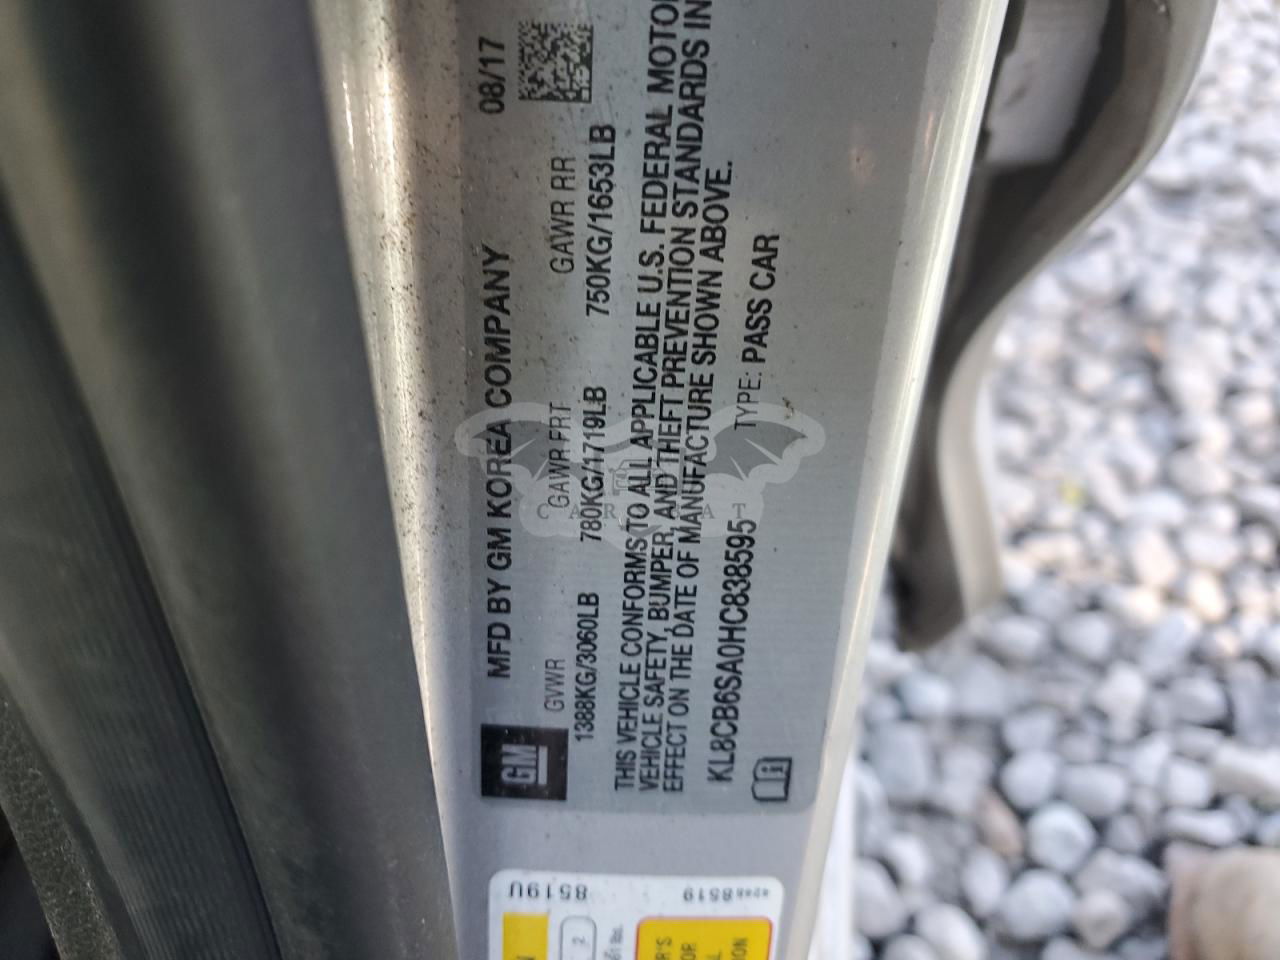 MFD BY GM KOREA COMPANY 08/17
GVWR GAWR FRT GAWR RR
1388KG/3060LB 780KG/1719LB 750KG/1653LB
THIS VEHICLE CONFORMS TO ALL APPLICABLE U.S. FEDERAL MOTOR
VEHICLE SAFETY, BUMPER, AND THEFT PREVENTION STANDARDS IN
EFFECT ON THE DATE OF MANUFACTURE SHOWN ABOVE.
KL8CB6SA0HC838595 TYPE: PASS CAR
GM
8519U
8519